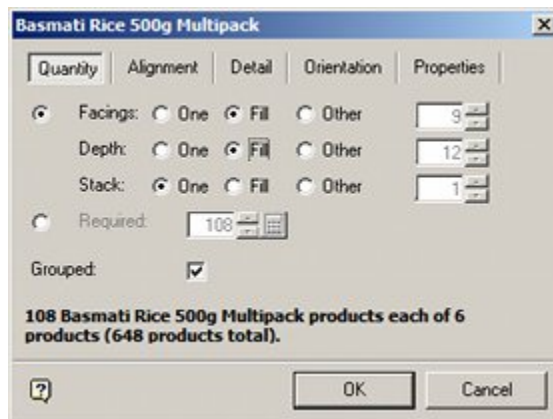 Basmati Rice 500g Multipack
Quantity Alignment Detail Orientation Properties
Facings: One Fill Other 9
Depth: One Fill Other 12
Stack: One Fill Other 1
Required: 108
Grouped:
108 Basmati Rice 500g Multipack products each of 6
products (648 products total).
? OK Cancel